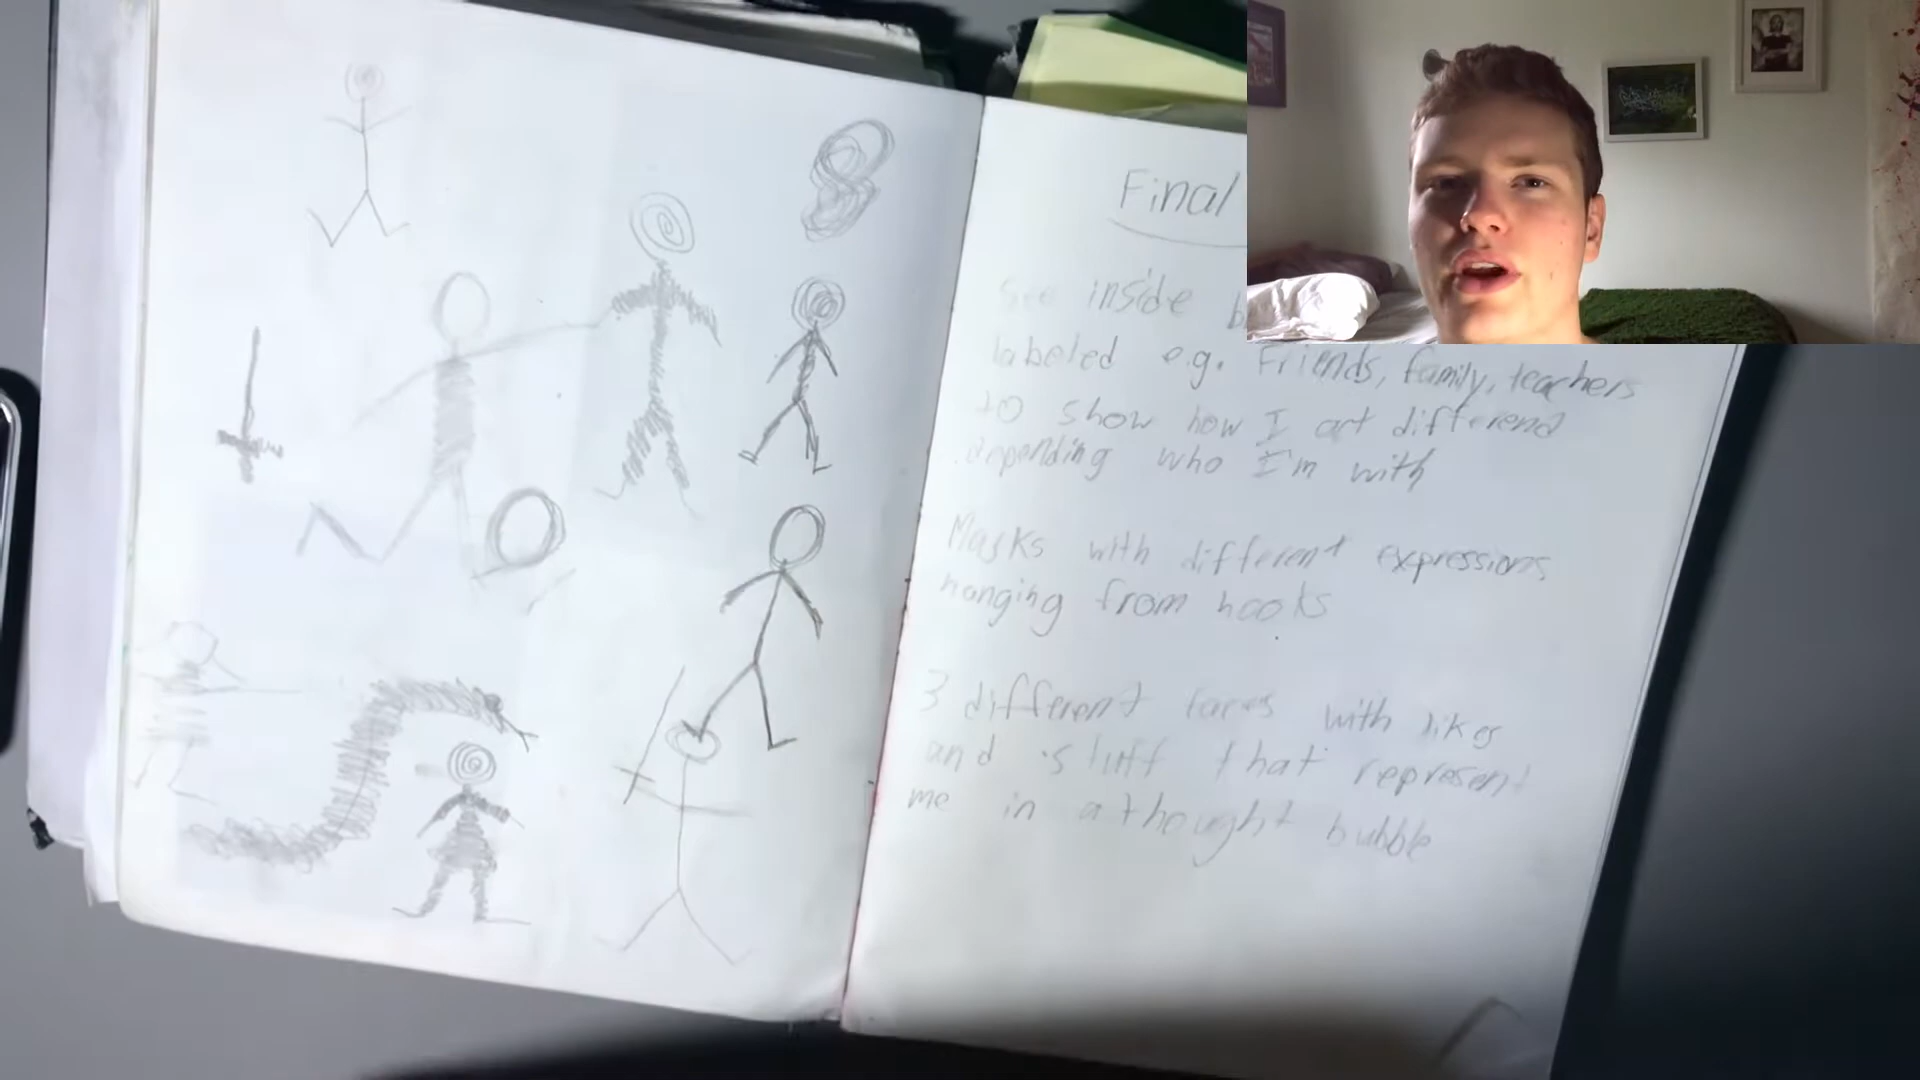 Final
See inside b
labeled e.g. Friends, family, teachers
to show how I act differend
depending who I'm with
Masks with different expressions
hanging from hooks
3 different faces with likes
and stuff that represent
me in a thought bubble